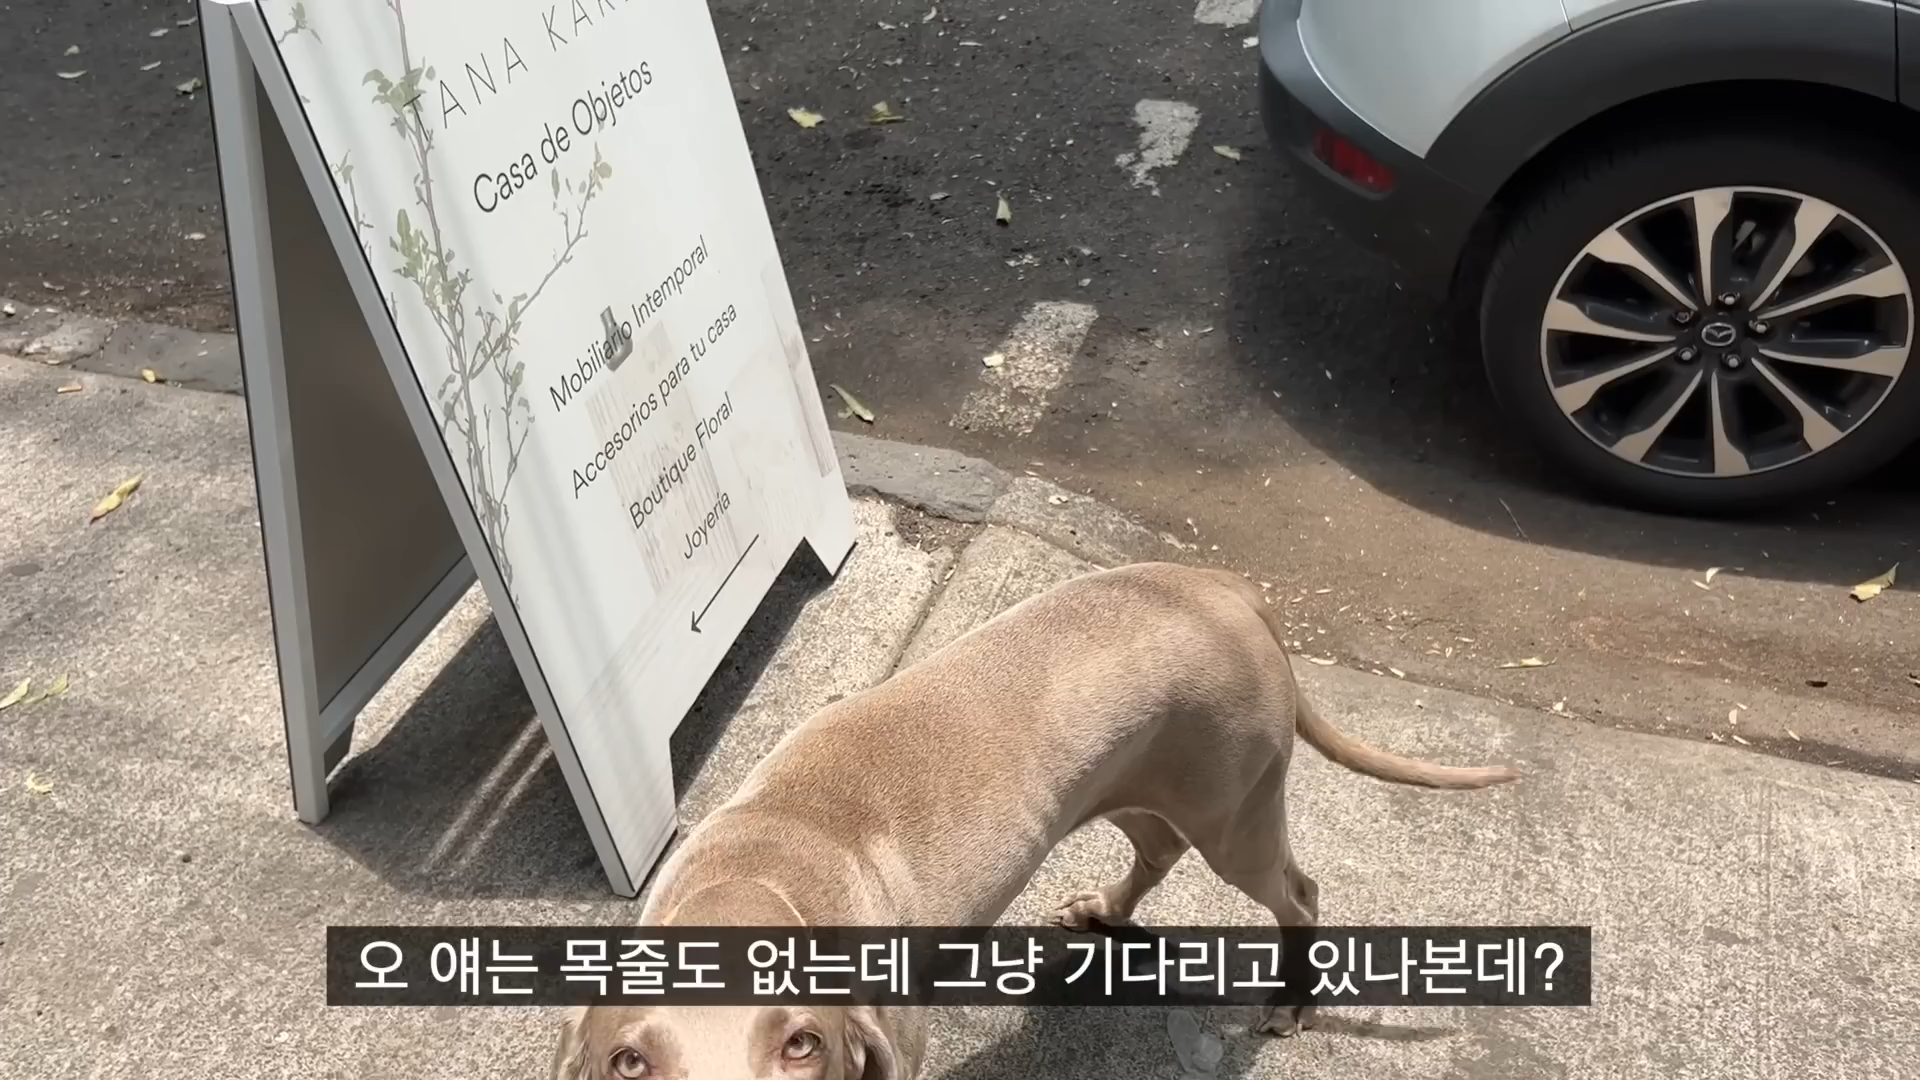 Casa de Objetos
Mobiliario Intemporal
Accesorios para tu casa
Boutique Floral
Joyería
오 얘는 목줄도 없는데 그냥 기다리고 있나본데?